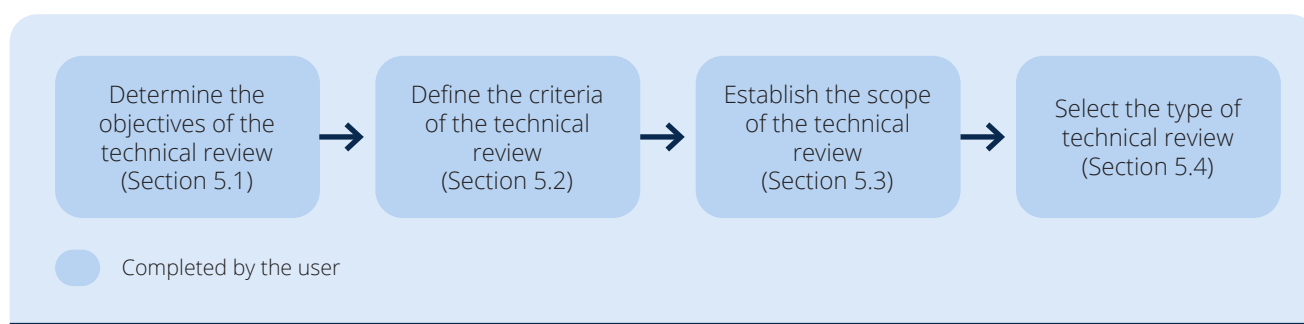 Determine the
objectives of the
technical review
(Section 5.1)
Define the criteria
of the technical
review
(Section 5.2)
Establish the scope
of the technical
review
(Section 5.3)
Select the type of
technical review
(Section 5.4)
Completed by the user